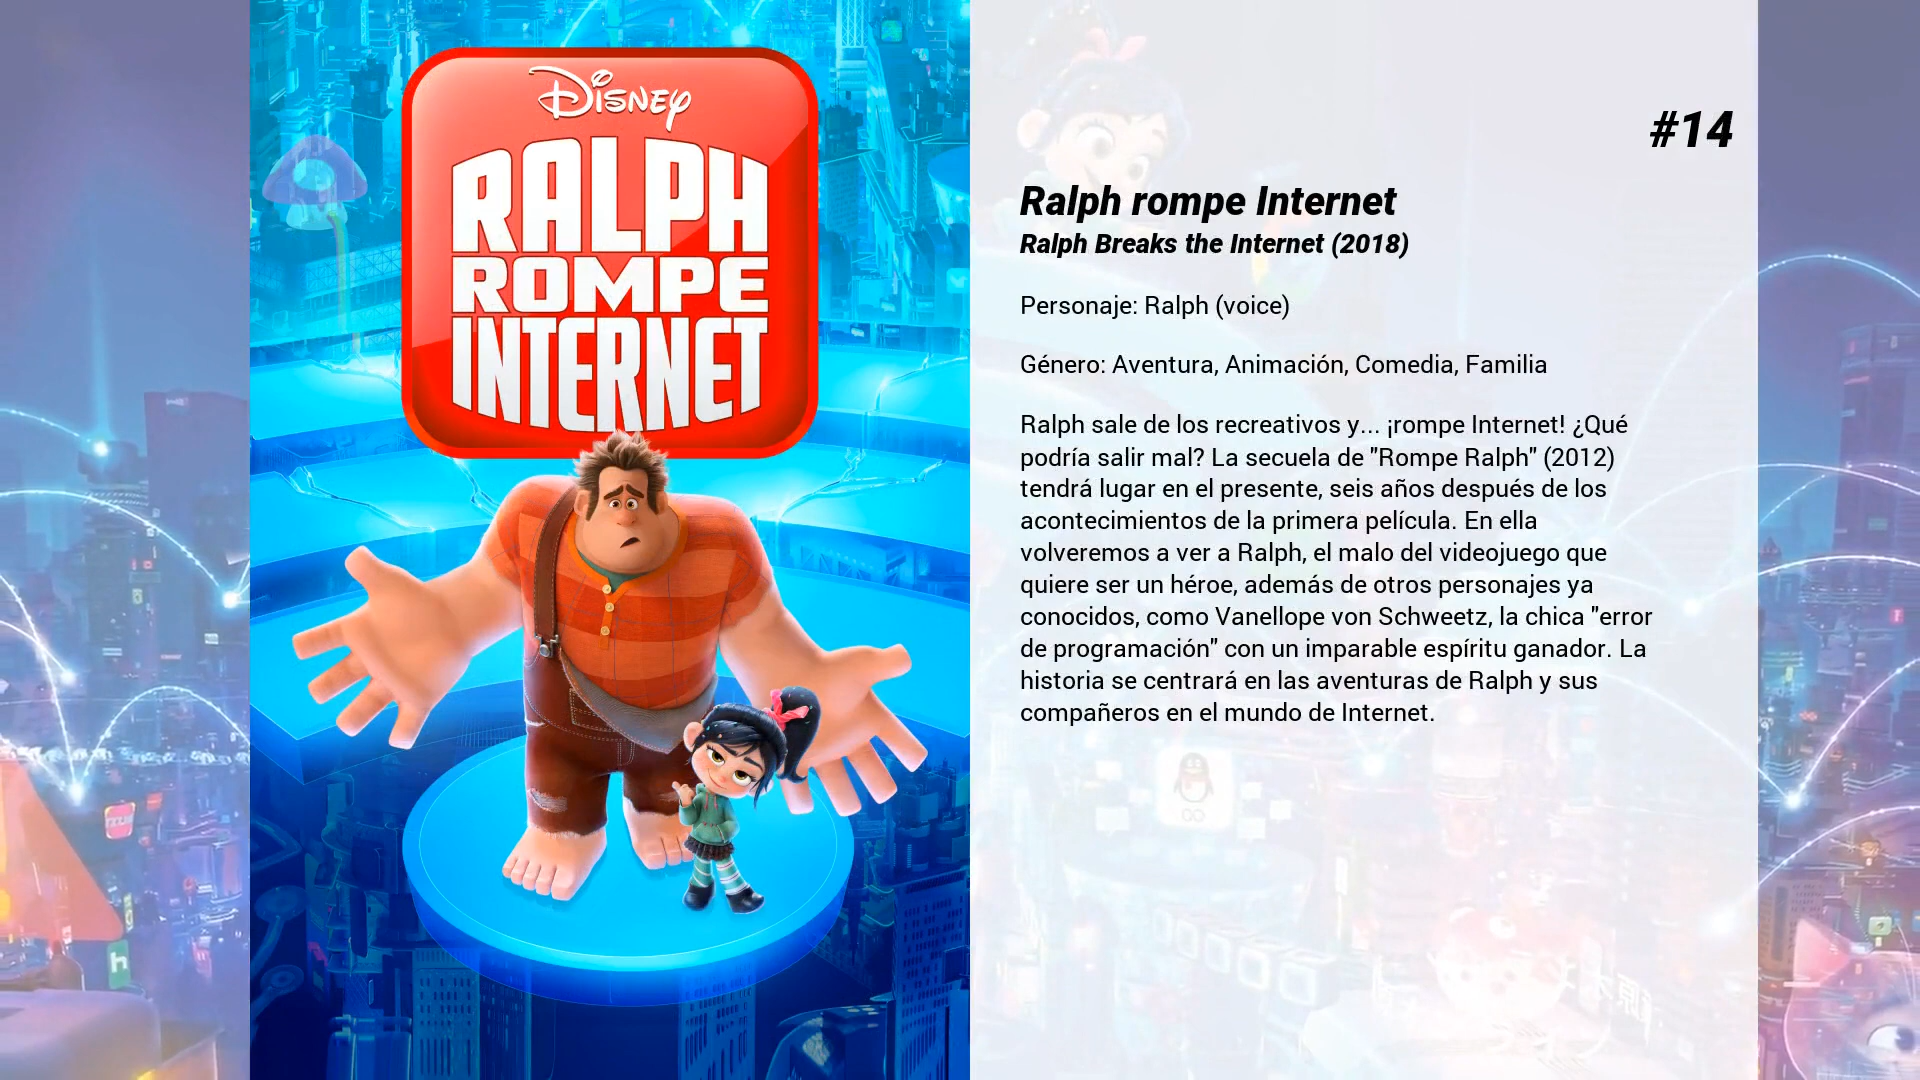 DISNEY
RALPH
ROMPE
INTERNET
#14
Ralph rompe Internet
Ralph Breaks the Internet (2018)
Personaje: Ralph (voice)
Género: Aventura, Animación, Comedia, Familia
Ralph sale de los recreativos y... ¡rompe Internet! ¿Qué
podría salir mal? La secuela de "Rompe Ralph" (2012)
tendrá lugar en el presente, seis años después de los
acontecimientos de la primera película. En ella
volveremos a ver a Ralph, el malo del videojuego que
quiere ser un héroe, además de otros personajes ya
conocidos, como Vanellope von Schweetz, la chica "error
de programación" con un imparable espíritu ganador. La
historia se centrará en las aventuras de Ralph y sus
compañeros en el mundo de Internet.